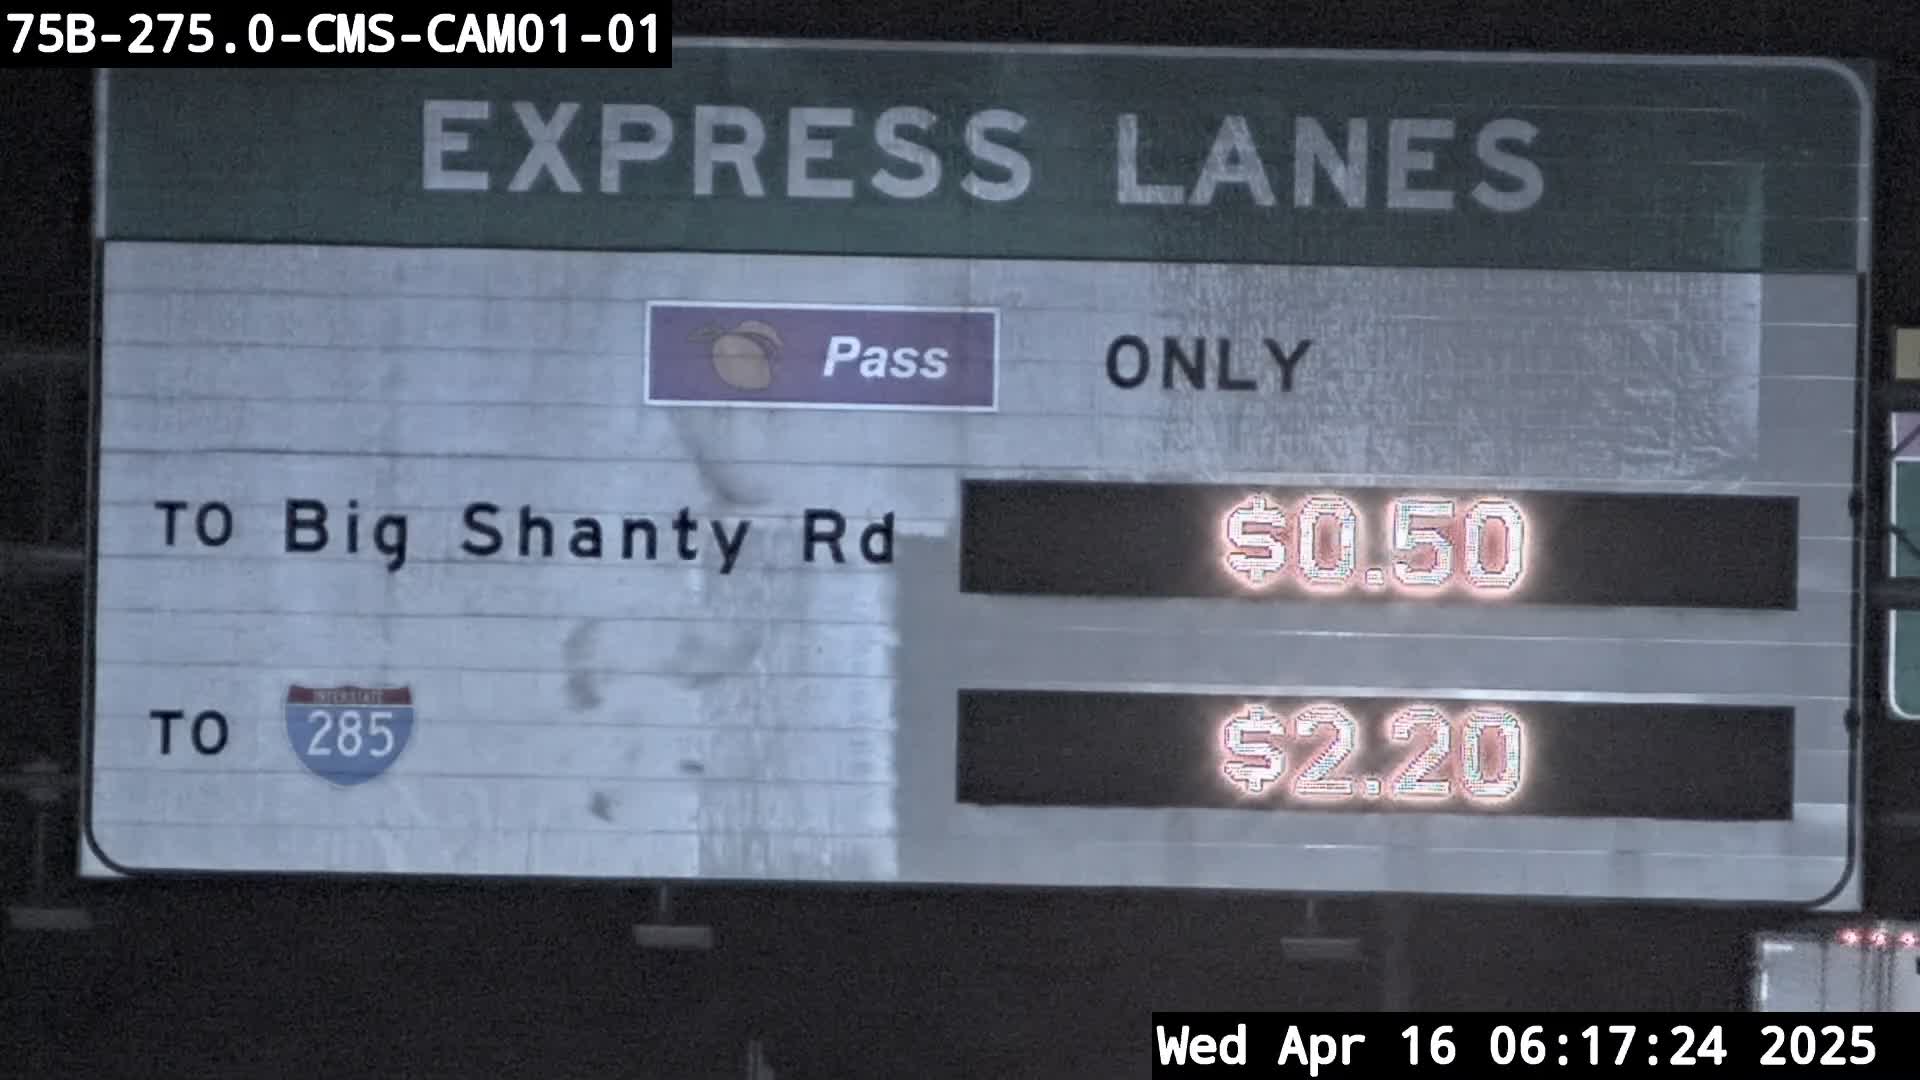 75B-275.0-CMS-CAM01-01
EXPRESS LANES
Pass ONLY
TO Big Shanty Rd $0.50
INTERSTATE
TO 285 $2.20
Wed Apr 16 06:17:24 2025